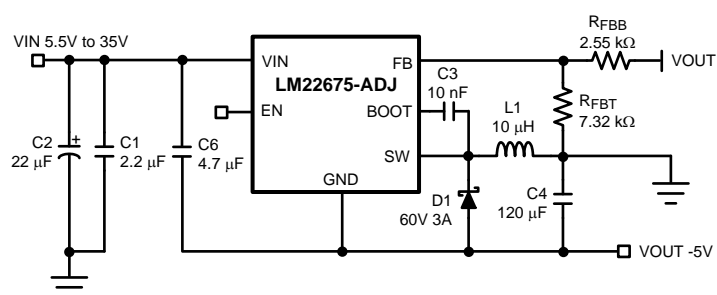 VIN 5.5V to 35V
C2
22 µF
+
C1
2.2 µF
C6
4.7 µF
VIN
FB
LM22675-ADJ
EN
BOOT
SW
GND
C3
10 nF
L1
10 µH
D1
60V 3A
RFBB
2.55 kΩ
VOUT
RFBT
7.32 kΩ
C4
120 µF
VOUT -5V